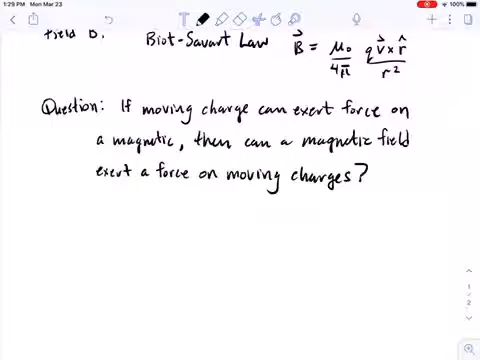 1:29 PM Mon Mar 23
100%
field B. Biot-Savart Law B⃗ = μ₀/4π qv⃗×r̂/r²
Question: If moving charge can exert force on
a magnetic, then can a magnetic field
exert a force on moving charges?
1
2